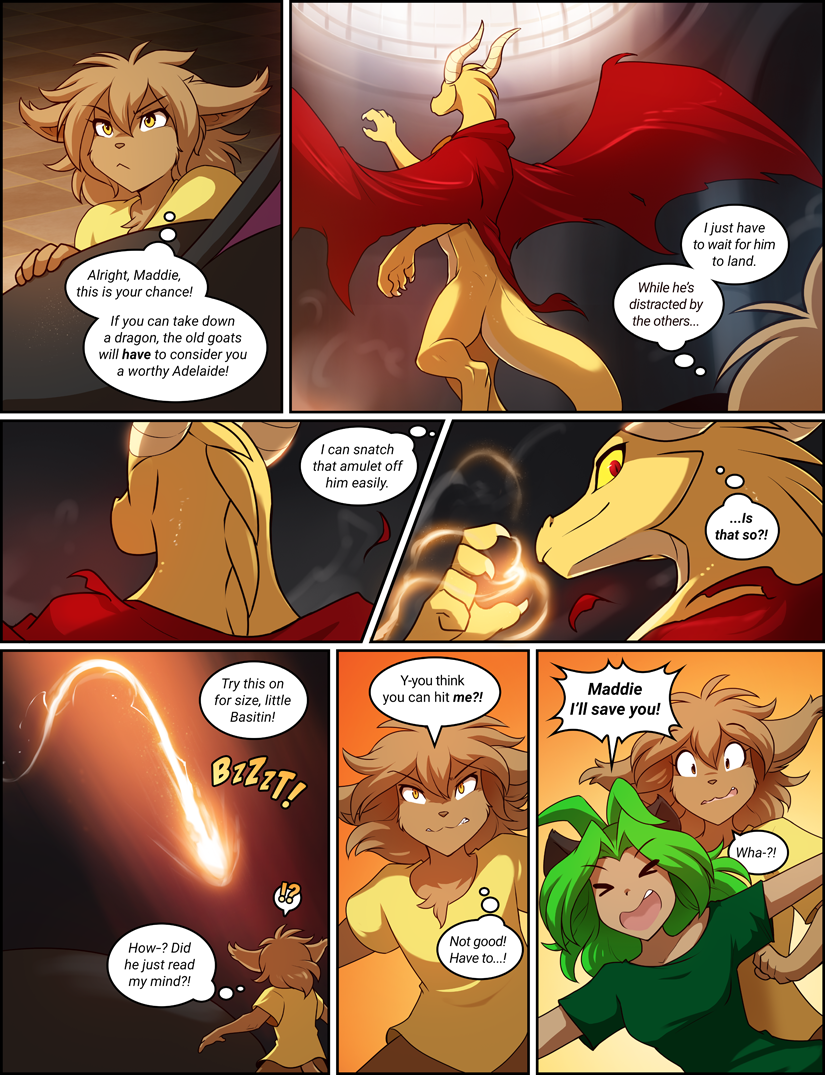 Alright, Maddie,
this is your chance!
If you can take down
a dragon, the old goats
will have to consider you
a worthy Adelaide!
I just have
to wait for him
to land.
While he's
distracted by
the others...
I can snatch
that amulet off
him easily.
...Is
that so?!
Try this on
for size, little
Basitin!
BZZZT!
!?
How-? Did
he just read
my mind?!
Y-you think
you can hit me?!
Not good!
Have to...!
Maddie
I'll save you!
Wha-?!